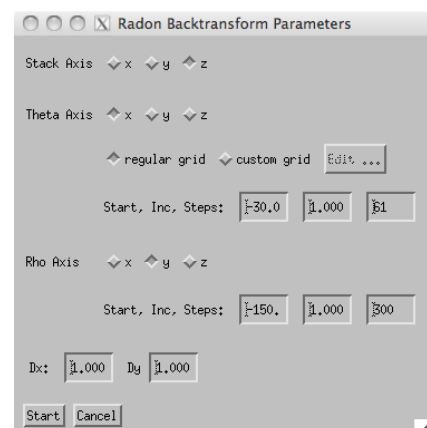 Radon Backtransform Parameters
Stack Axis x y z
Theta Axis x y z
regular grid custom grid Edit ...
Start, Inc, Steps: -30.0 1.000 61
Rho Axis x y z
Start, Inc, Steps: -150. 1.000 300
Dx: 1.000 Dy 1.000
Start Cancel